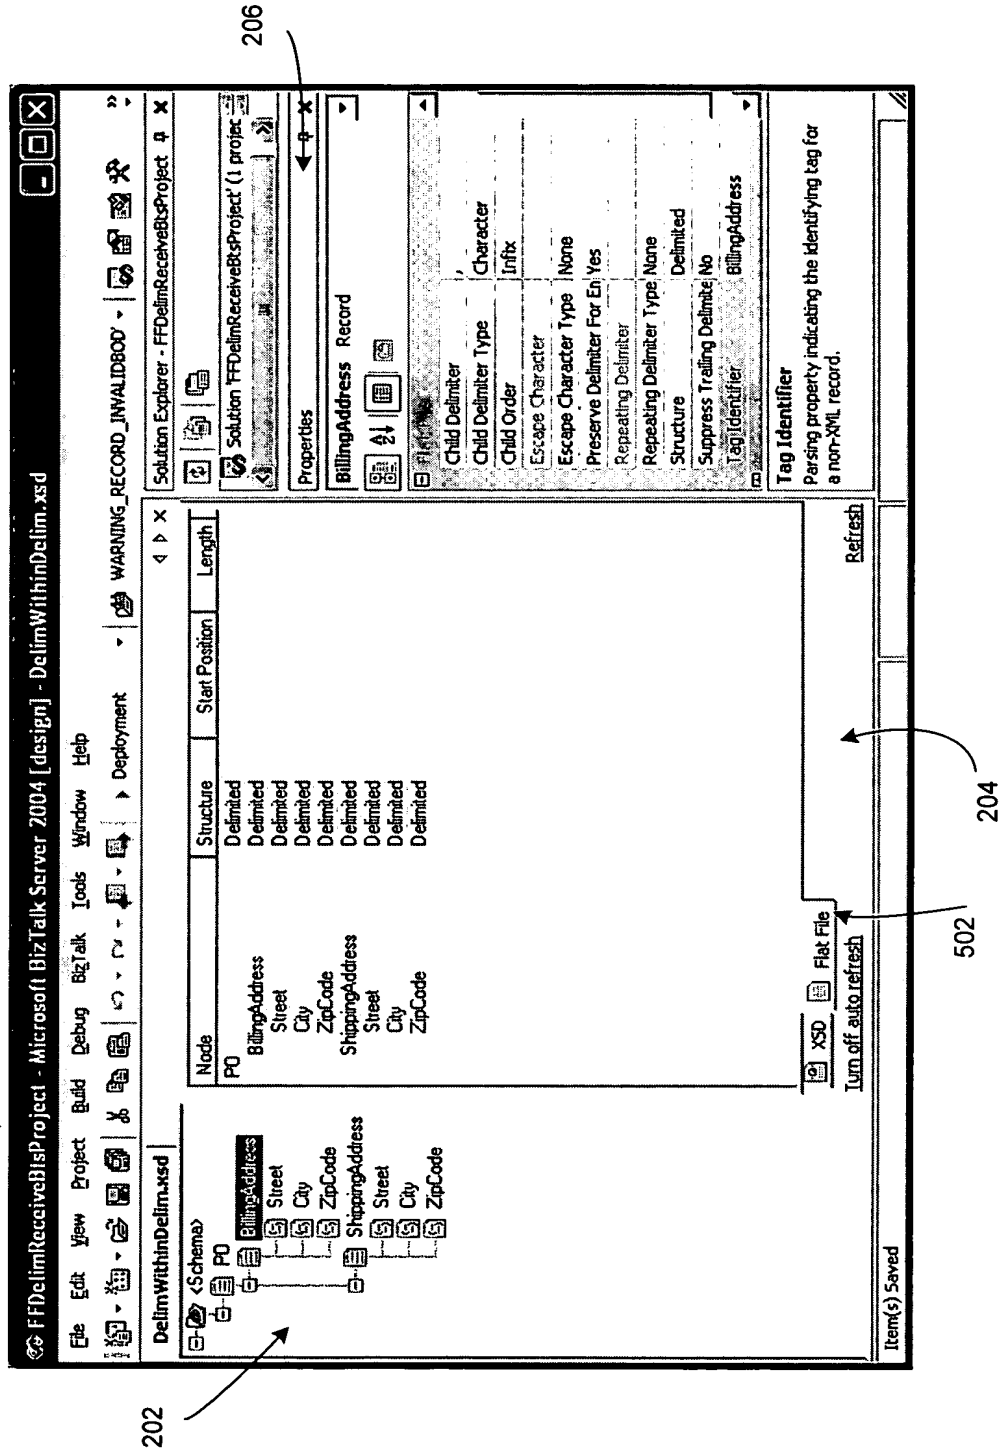 FFDelimReceiveBtsProject - Microsoft BizTalk Server 2004 [design] - DelimWithinDelim.xsd
File Edit View Project Build Debug BizTalk Tools Window Help
Deployment
WARNING_RECORD_INVALIDBOD'
DelimWithinDelim.xsd
<Schema>
PO
BillingAddress
Street
City
ZipCode
ShippingAddress
Street
City
ZipCode
Node Structure Start Position Length
PO Delimited
BillingAddress Delimited
Street Delimited
City Delimited
ZipCode Delimited
ShippingAddress Delimited
Street Delimited
City Delimited
ZipCode Delimited
XSD Flat File
Turn off auto refresh Refresh
Solution Explorer - FFDelimReceiveBtsProject
Solution 'FFDelimReceiveBtsProject' (1 projec
Properties
BillingAddress Record
Child Delimiter ,
Child Delimiter Type Character
Child Order Infix
Escape Character
Escape Character Type None
Preserve Delimiter For En Yes
Repeating Delimiter
Repeating Delimiter Type None
Structure Delimited
Suppress Trailing Delimite No
Tag Identifier BillingAddress
Tag Identifier
Parsing property indicating the identifying tag for
a non-XML record.
Item(s) Saved
202
502
204
206